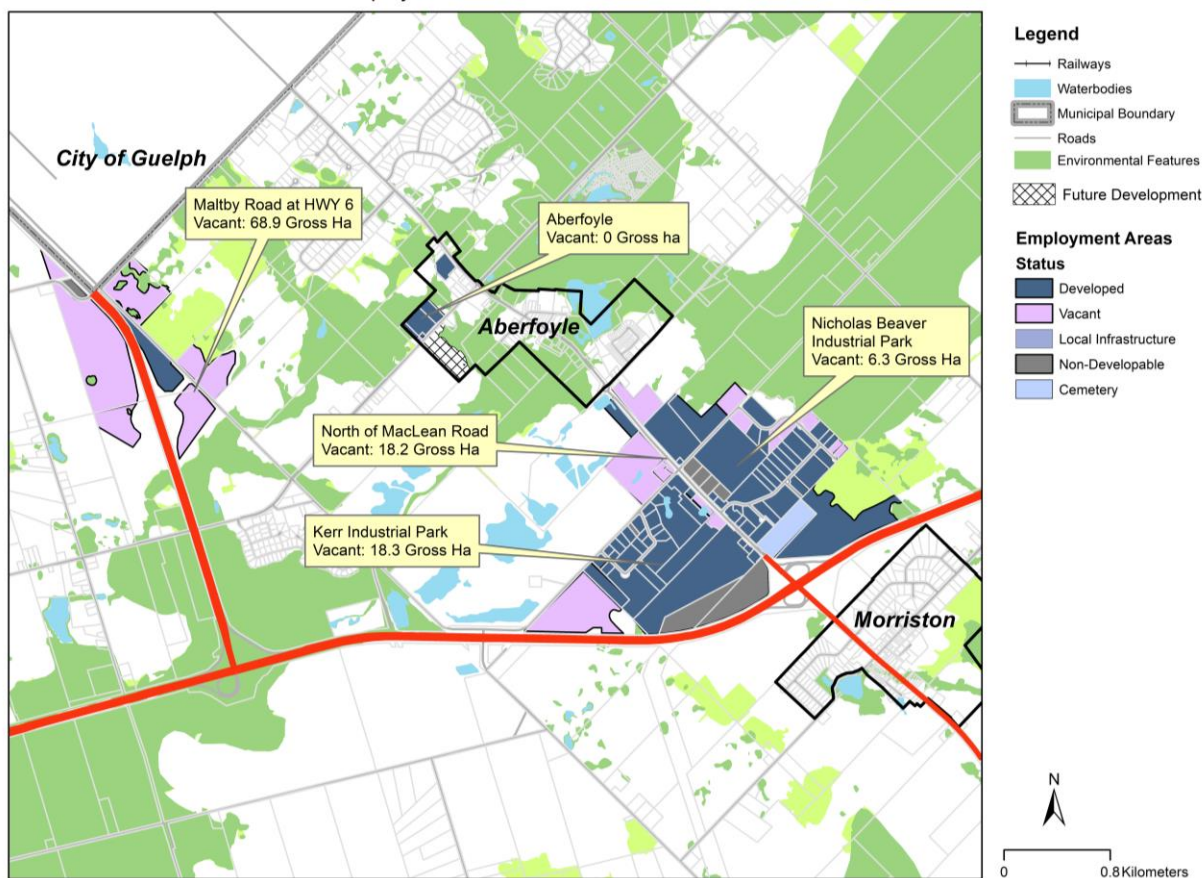 City of Guelph
Maltby Road at HWY 6
Vacant: 68.9 Gross Ha
Aberfoyle
Vacant: 0 Gross ha
Aberfoyle
Nicholas Beaver
Industrial Park
Vacant: 6.3 Gross Ha
North of MacLean Road
Vacant: 18.2 Gross Ha
Kerr Industrial Park
Vacant: 18.3 Gross Ha
Morriston
Legend
Railways
Waterbodies
Municipal Boundary
Roads
Environmental Features
Future Development
Employment Areas
Status
Developed
Vacant
Local Infrastructure
Non-Developable
Cemetery
N
0 0.8 Kilometers